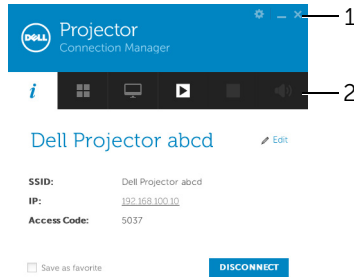 DELL
Projector
Connection Manager
1
i
2
Dell Projector abcd Edit
SSID: Dell Projector abcd
IP: 192.168.100.10
Access Code: 5037
Save as favorite DISCONNECT